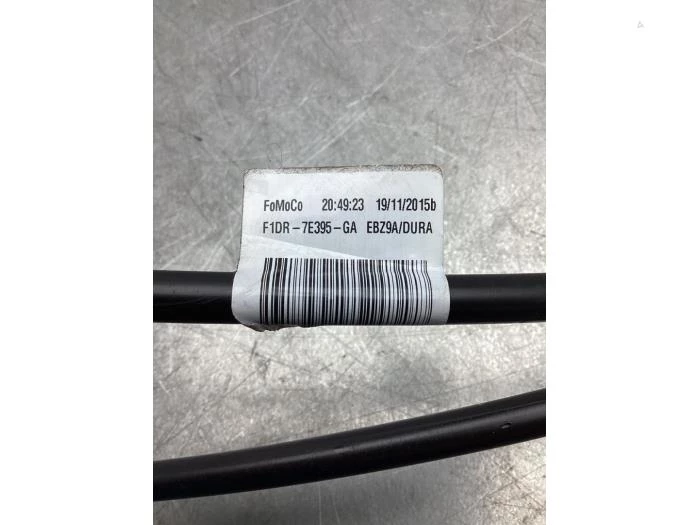 FoMoCo 20:49:23 19/11/2015b
F1DR-7E395-GA EBZ9A/DURA